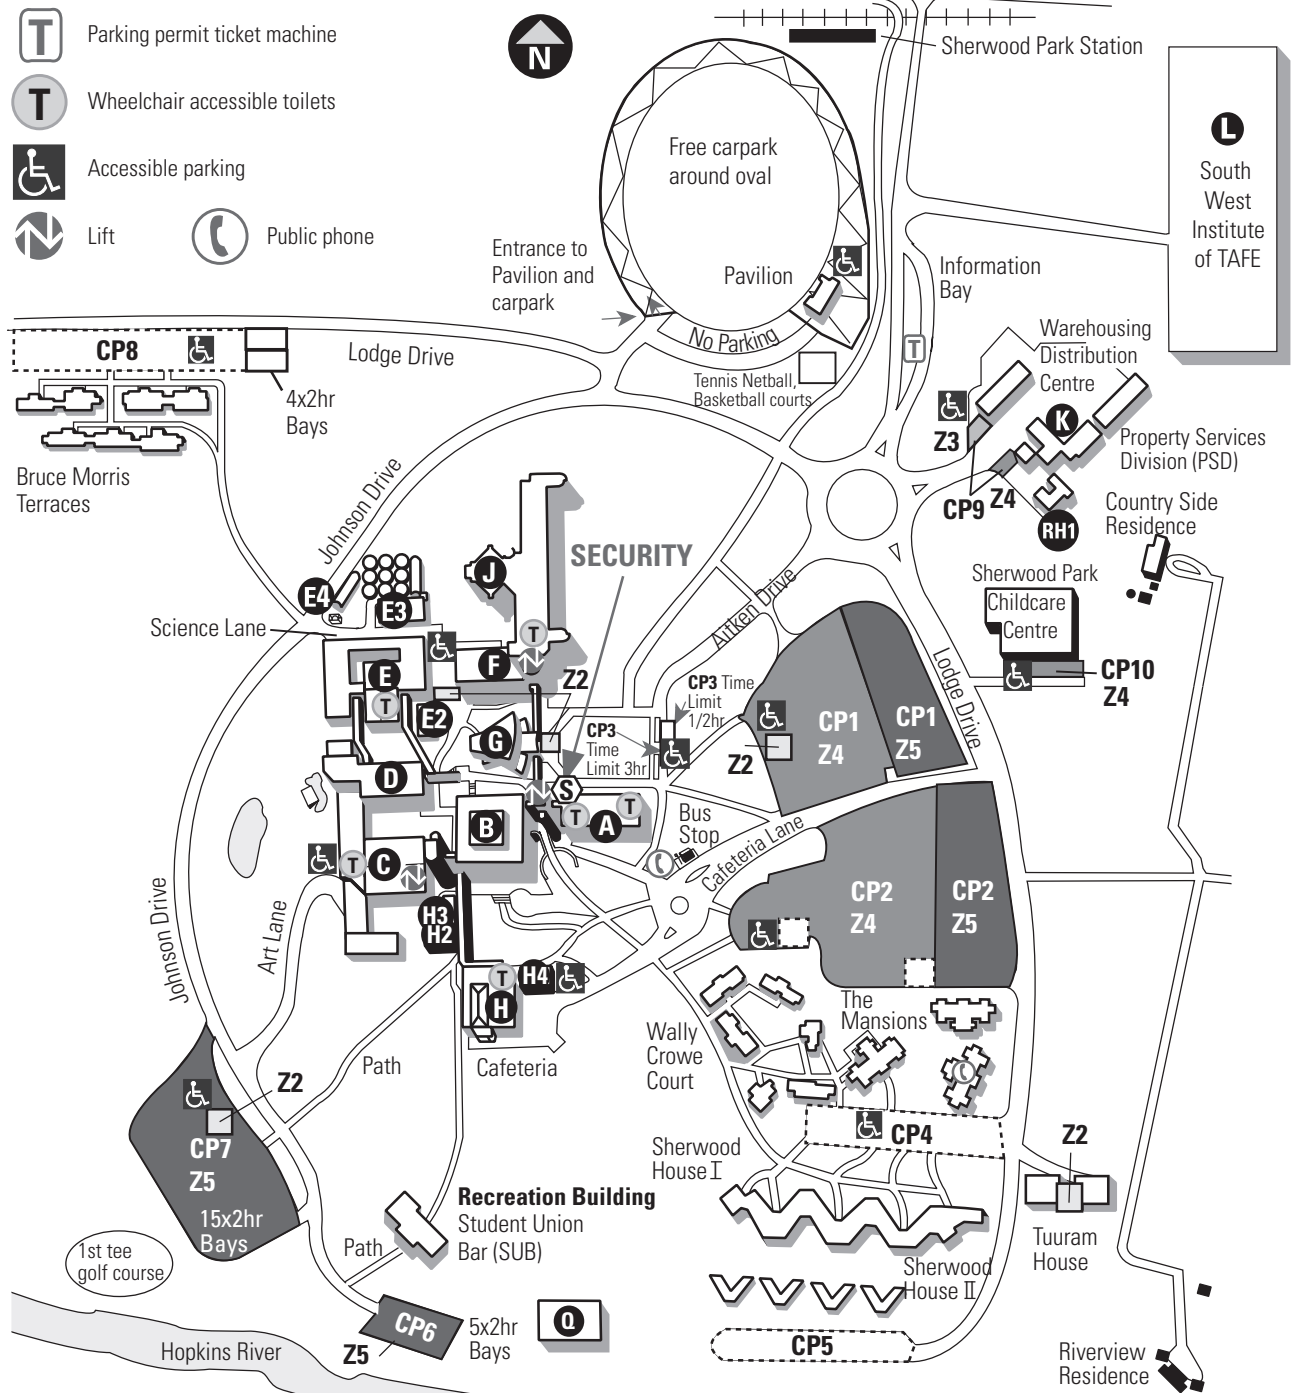 T Parking permit ticket machine
T Wheelchair accessible toilets
Accessible parking
Lift
Public phone
N
Sherwood Park Station
L
South
West
Institute
of TAFE
Free carpark
around oval
Entrance to
Pavilion and
carpark
Pavilion
No Parking
Information
Bay
T
Tennis Netball,
Basketball courts
Warehousing
Distribution
Centre
K
Z3
CP9
Z4
Property Services
Division (PSD)
RH1
Country Side
Residence
CP8
Lodge Drive
4x2hr
Bays
Bruce Morris
Terraces
Johnson Drive
SECURITY
J
E4
E3
Science Lane
T
F
E
T
E2
Z2
G
CP3
Time
Limit 3hr
CP3 Time
Limit
1/2hr
Aitken Drive
Lodge Drive
Sherwood Park
Childcare
Centre
CP10
Z4
CP1
Z4
CP1
Z5
Z2
D
S
T
T
A
B
Bus
Stop
Cafeteria Lane
T
C
H3
H2
CP2
Z4
CP2
Z5
Johnson Drive
Art Lane
T
H4
H
Cafeteria
Path
Wally
Crowe
Court
The
Mansions
Z2
CP7
Z5
15x2hr
Bays
CP4
Z2
Sherwood
House I
Tuuram
House
Recreation Building
Student Union
Bar (SUB)
Path
1st tee
golf course
Sherwood
House II
CP6
Z5
5x2hr
Bays
Q
CP5
Hopkins River
Riverview
Residence